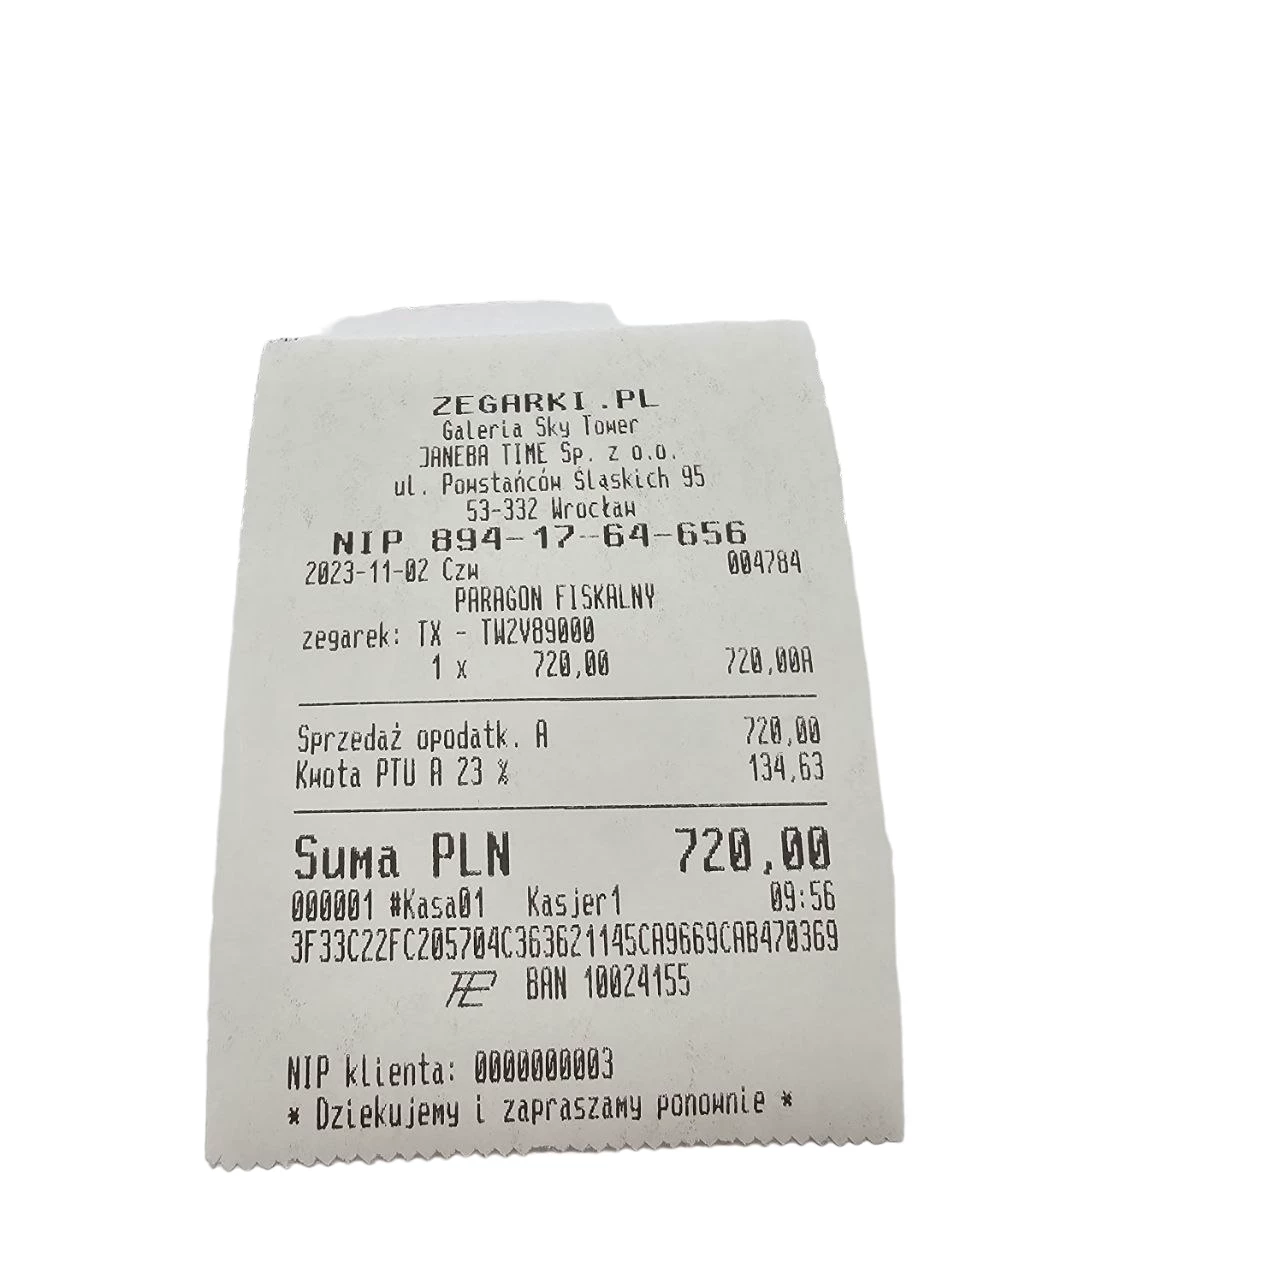 ZEGARKI.PL
Galeria Sky Tower
JANEBA TIME Sp. z o.o.
ul. Powstańców Śląskich 95
53-332 Wrocław
NIP 894-17-64-656
2023-11-02 Czw 004784
PARAGON FISKALNY
zegarek: TX - TW2V89000
1 x 720,00 720,00A
Sprzedaż opodatk. A 720,00
Kwota PTU A 23 % 134,63
Suma PLN 720,00
000001 #Kasa01 Kasjer1 09:56
3F33C22FC205704C363621145CA9669CAB470369
BAN 10024155
NIP klienta: 0000000003
* Dziekujemy i zapraszamy ponownie *